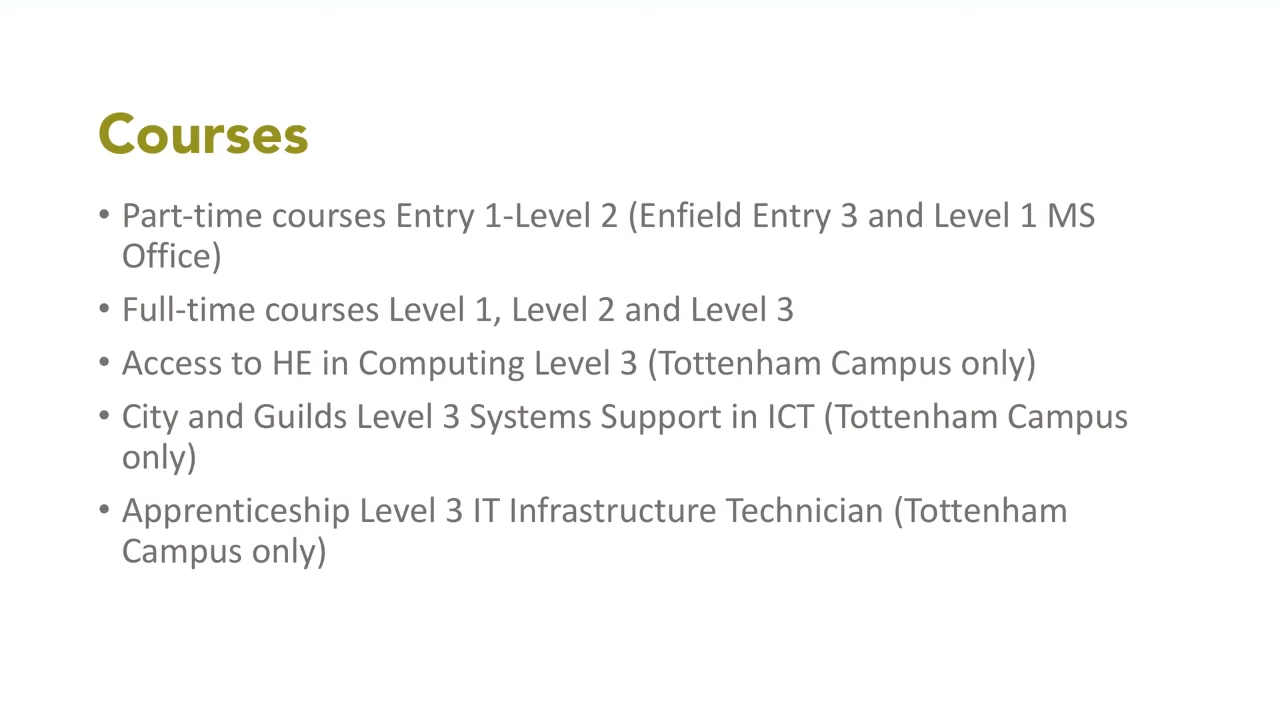 Courses
• Part-time courses Entry 1-Level 2 (Enfield Entry 3 and Level 1 MS
Office)
• Full-time courses Level 1, Level 2 and Level 3
• Access to HE in Computing Level 3 (Tottenham Campus only)
• City and Guilds Level 3 Systems Support in ICT (Tottenham Campus
only)
• Apprenticeship Level 3 IT Infrastructure Technician (Tottenham
Campus only)